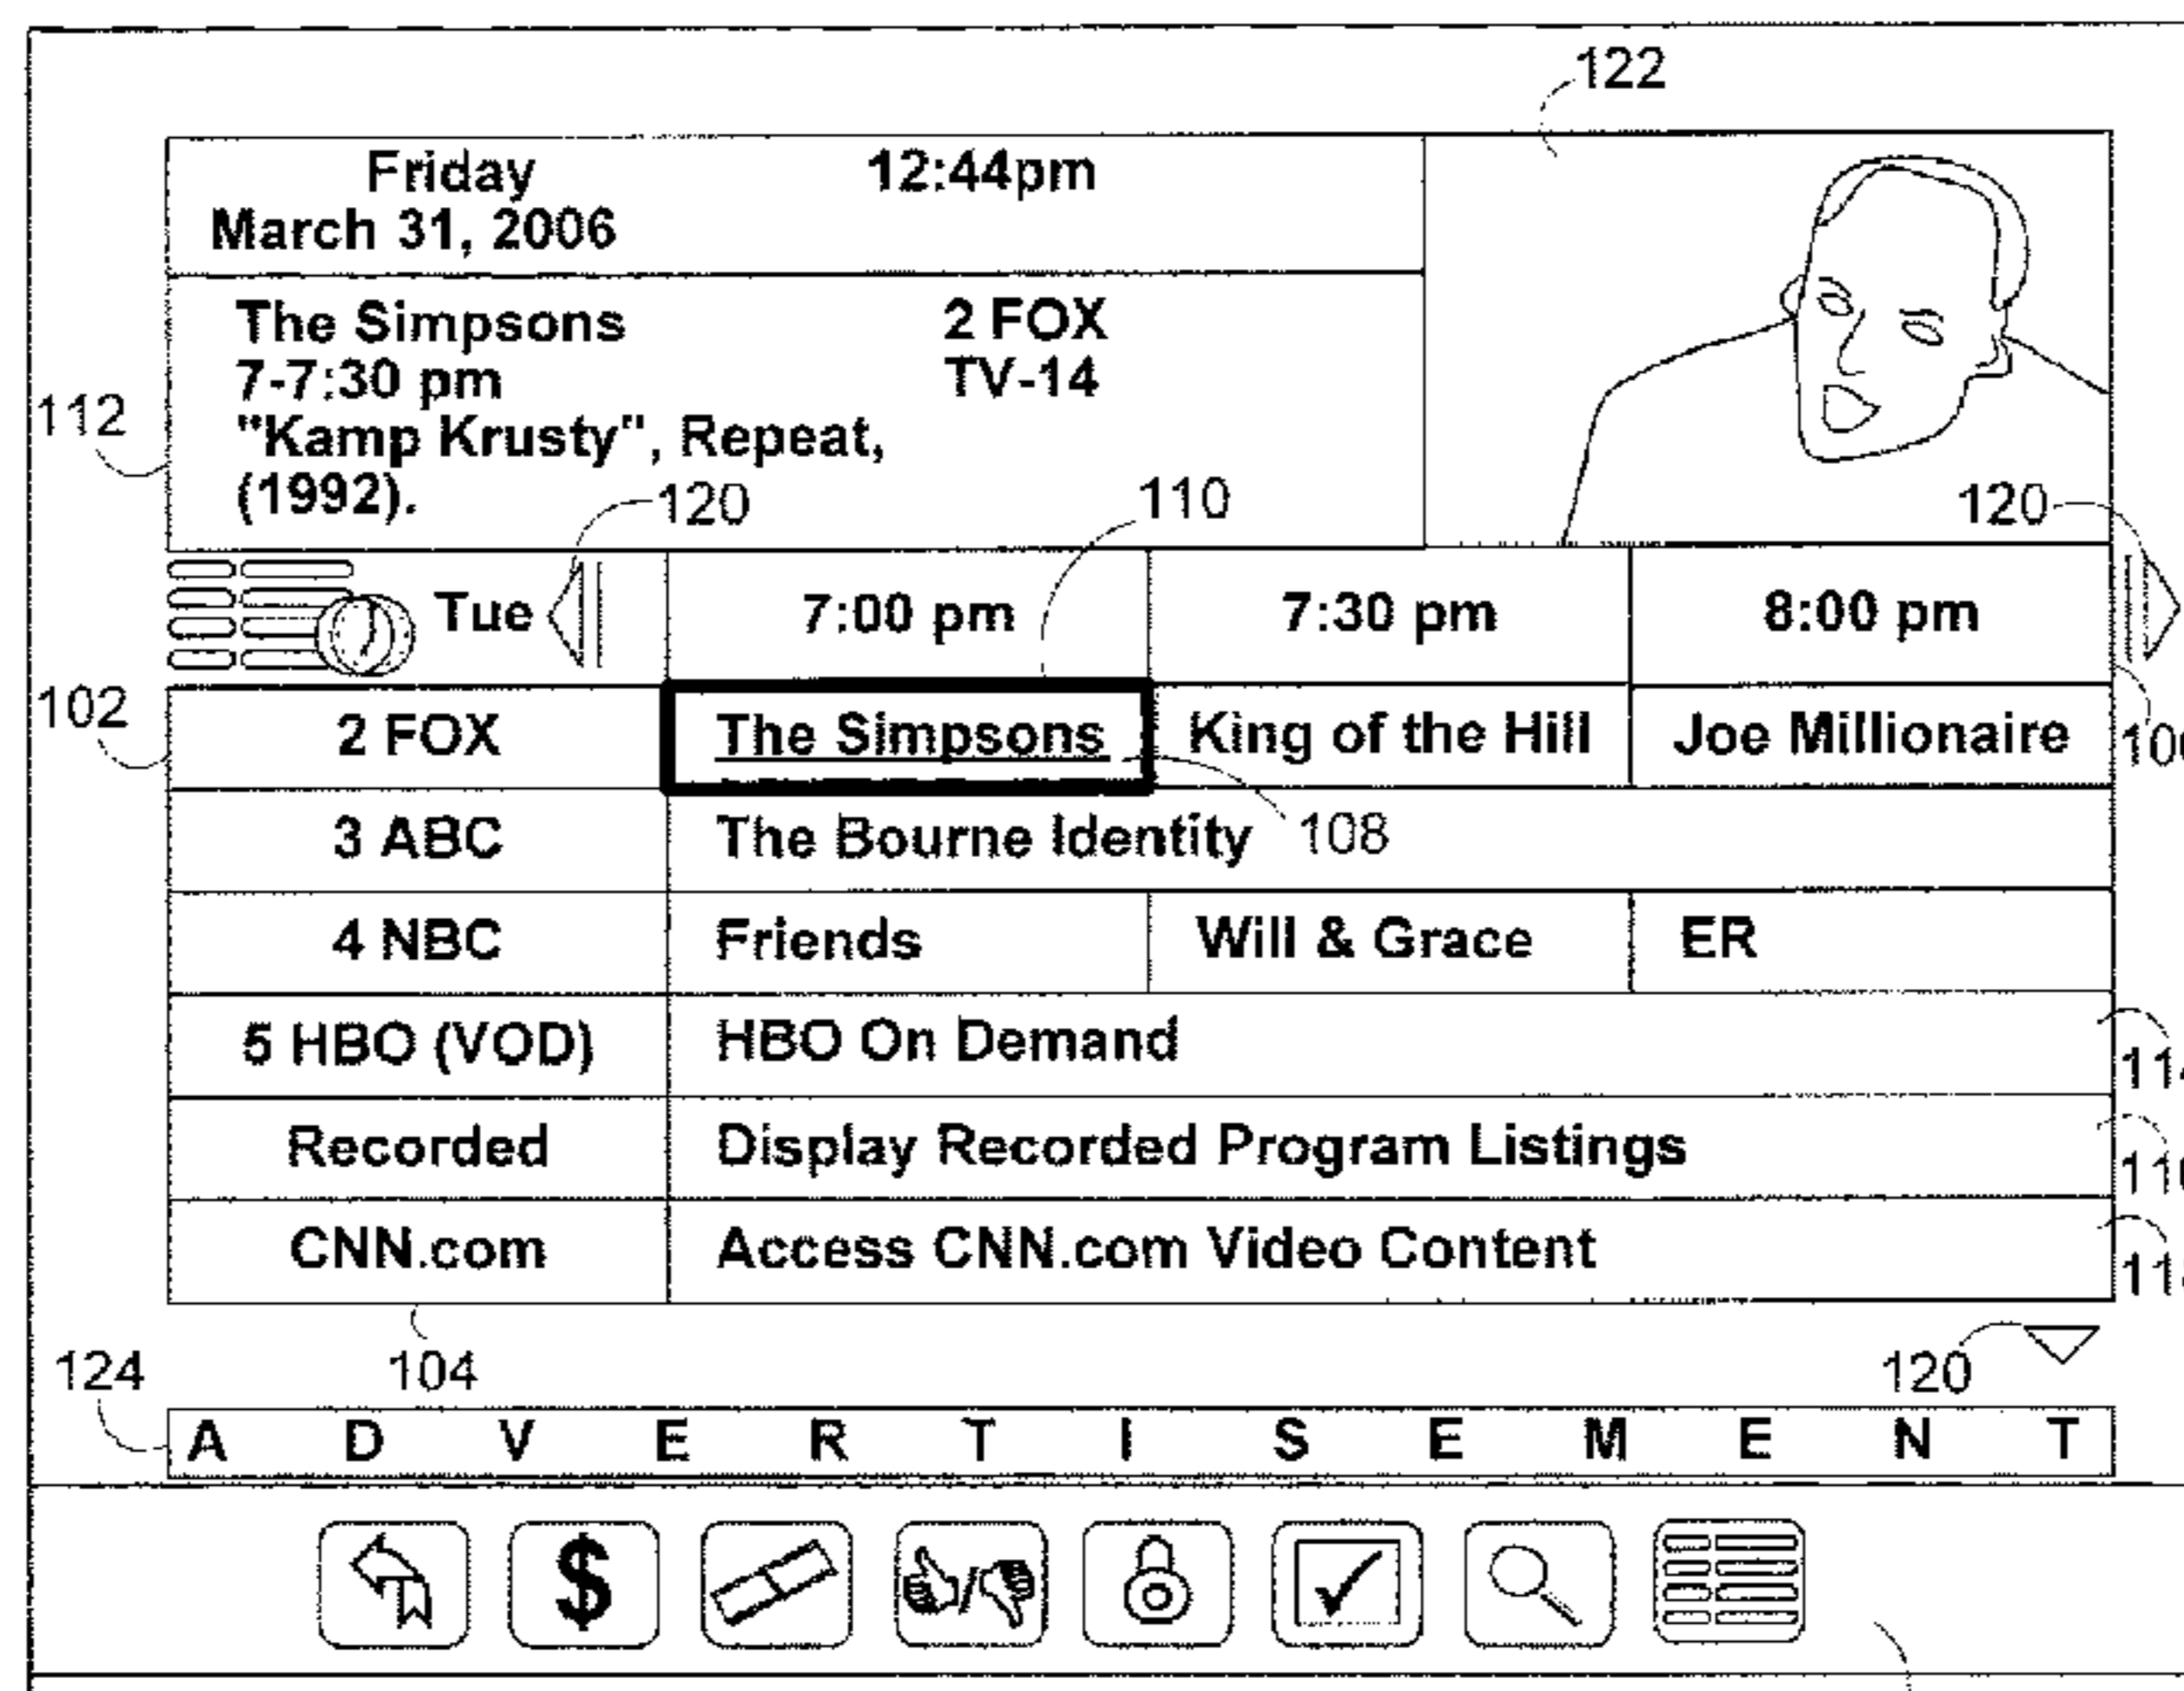 122
Friday 12:44pm
March 31, 2006
The Simpsons 2 FOX
7-7:30 pm TV-14
112
"Kamp Krusty", Repeat,
(1992).
120 110 120
Tue 7:00 pm 7:30 pm 8:00 pm
102
2 FOX The Simpsons King of the Hill Joe Millionaire
3 ABC The Bourne Identity 108
4 NBC Friends Will & Grace ER
5 HBO (VOD) HBO On Demand
Recorded Display Recorded Program Listings
CNN.com Access CNN.com Video Content
124 104 120
A D V E R T I S E M E N T
$